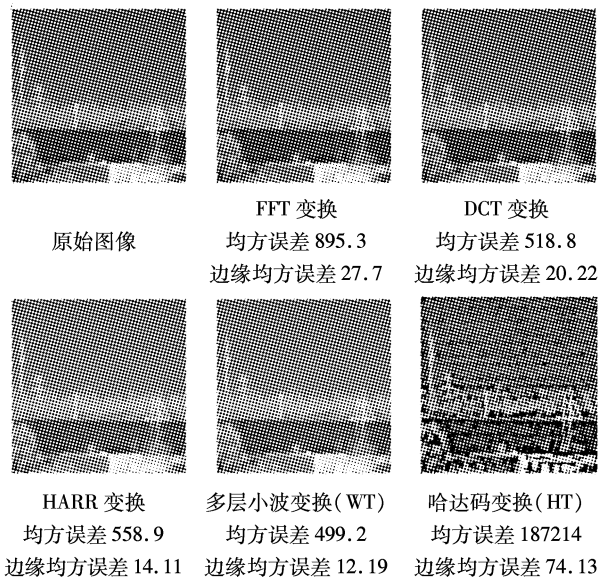 原始图像
FFT 变换
均方误差 895.3
边缘均方误差 27.7
DCT 变换
均方误差 518.8
边缘均方误差 20.22
HARR 变换
均方误差 558.9
边缘均方误差 14.11
多层小波变换(WT)
均方误差 499.2
边缘均方误差 12.19
哈达码变换(HT)
均方误差 187214
边缘均方误差 74.13